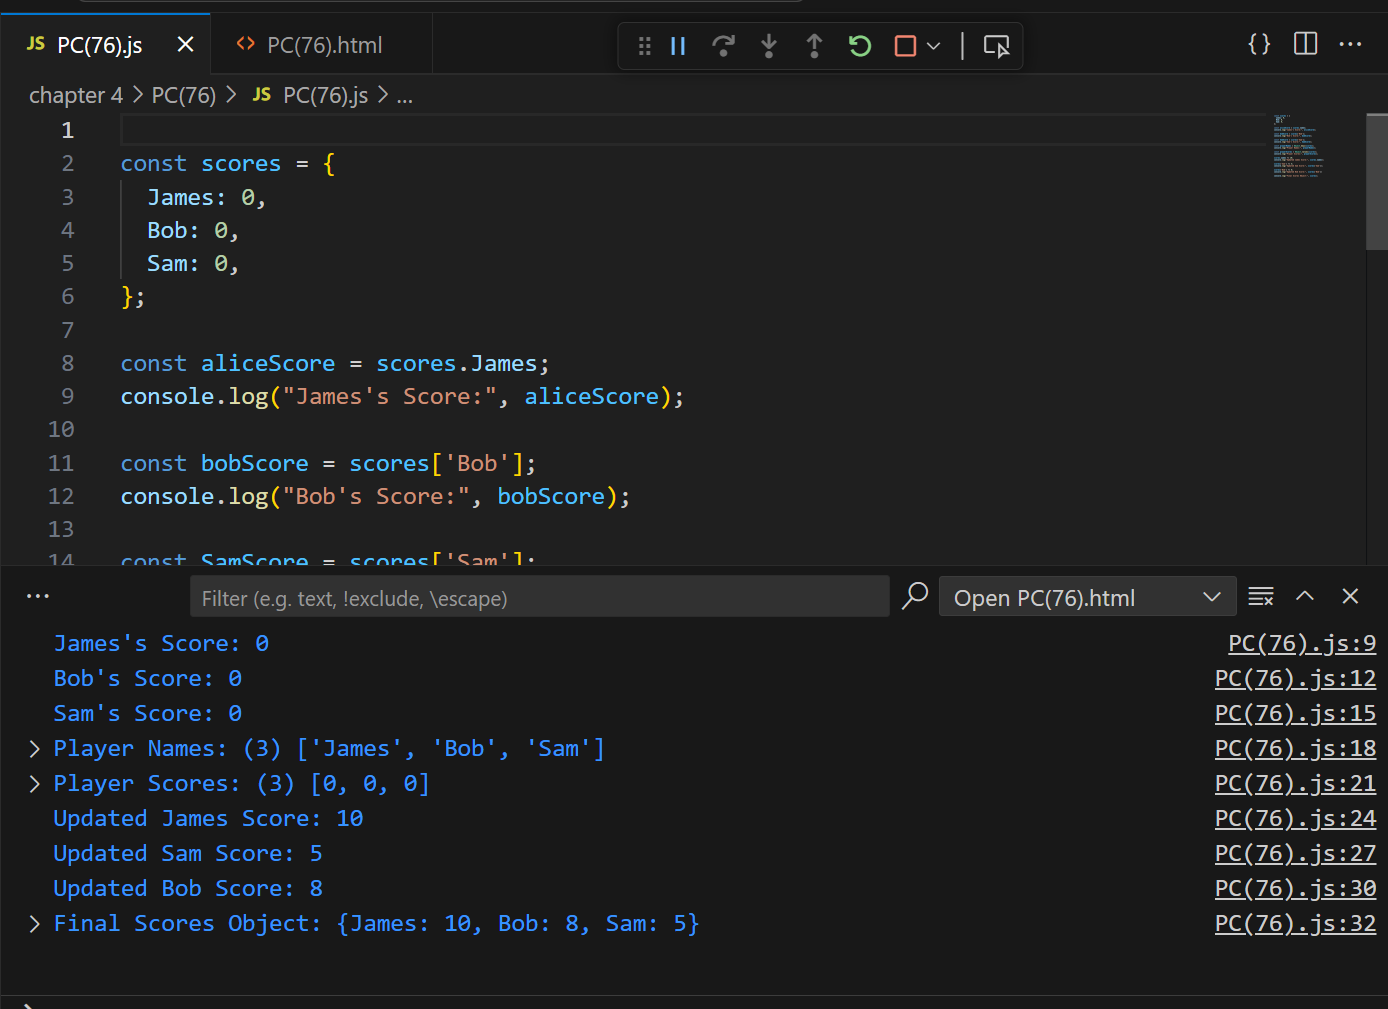 JS PC(76).js
<> PC(76).html
{}
chapter 4 > PC(76) > JS PC(76).js > ...
1
2 const scores = {
3 James: 0,
4 Bob: 0,
5 Sam: 0,
6 };
7
8 const aliceScore = scores.James;
9 console.log("James's Score:", aliceScore);
10
11 const bobScore = scores['Bob'];
12 console.log("Bob's Score:", bobScore);
13
14 const SamScore = scores['Sam'];
Filter (e.g. text, !exclude, \escape)
Open PC(76).html
James's Score: 0 PC(76).js:9
Bob's Score: 0 PC(76).js:12
Sam's Score: 0 PC(76).js:15
> Player Names: (3) ['James', 'Bob', 'Sam'] PC(76).js:18
> Player Scores: (3) [0, 0, 0] PC(76).js:21
Updated James Score: 10 PC(76).js:24
Updated Sam Score: 5 PC(76).js:27
Updated Bob Score: 8 PC(76).js:30
> Final Scores Object: {James: 10, Bob: 8, Sam: 5} PC(76).js:32